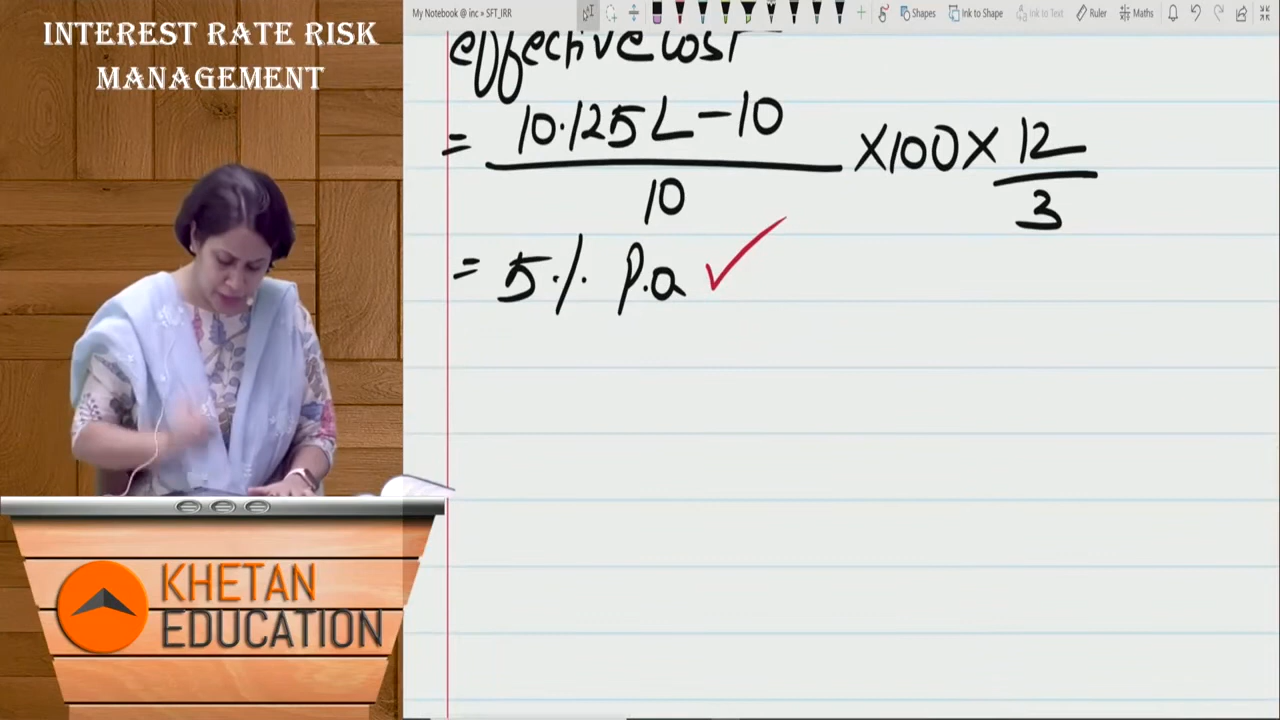 INTEREST RATE RISK
MANAGEMENT
My Notebook @ inc » SFT_IRR
Shapes
Ink to Shape
Ink to Text
Ruler
Maths
effective cost
= 10.125L - 10 / 10 × 100 × 12 / 3
= 5% P.a ✓
KHETAN
EDUCATION